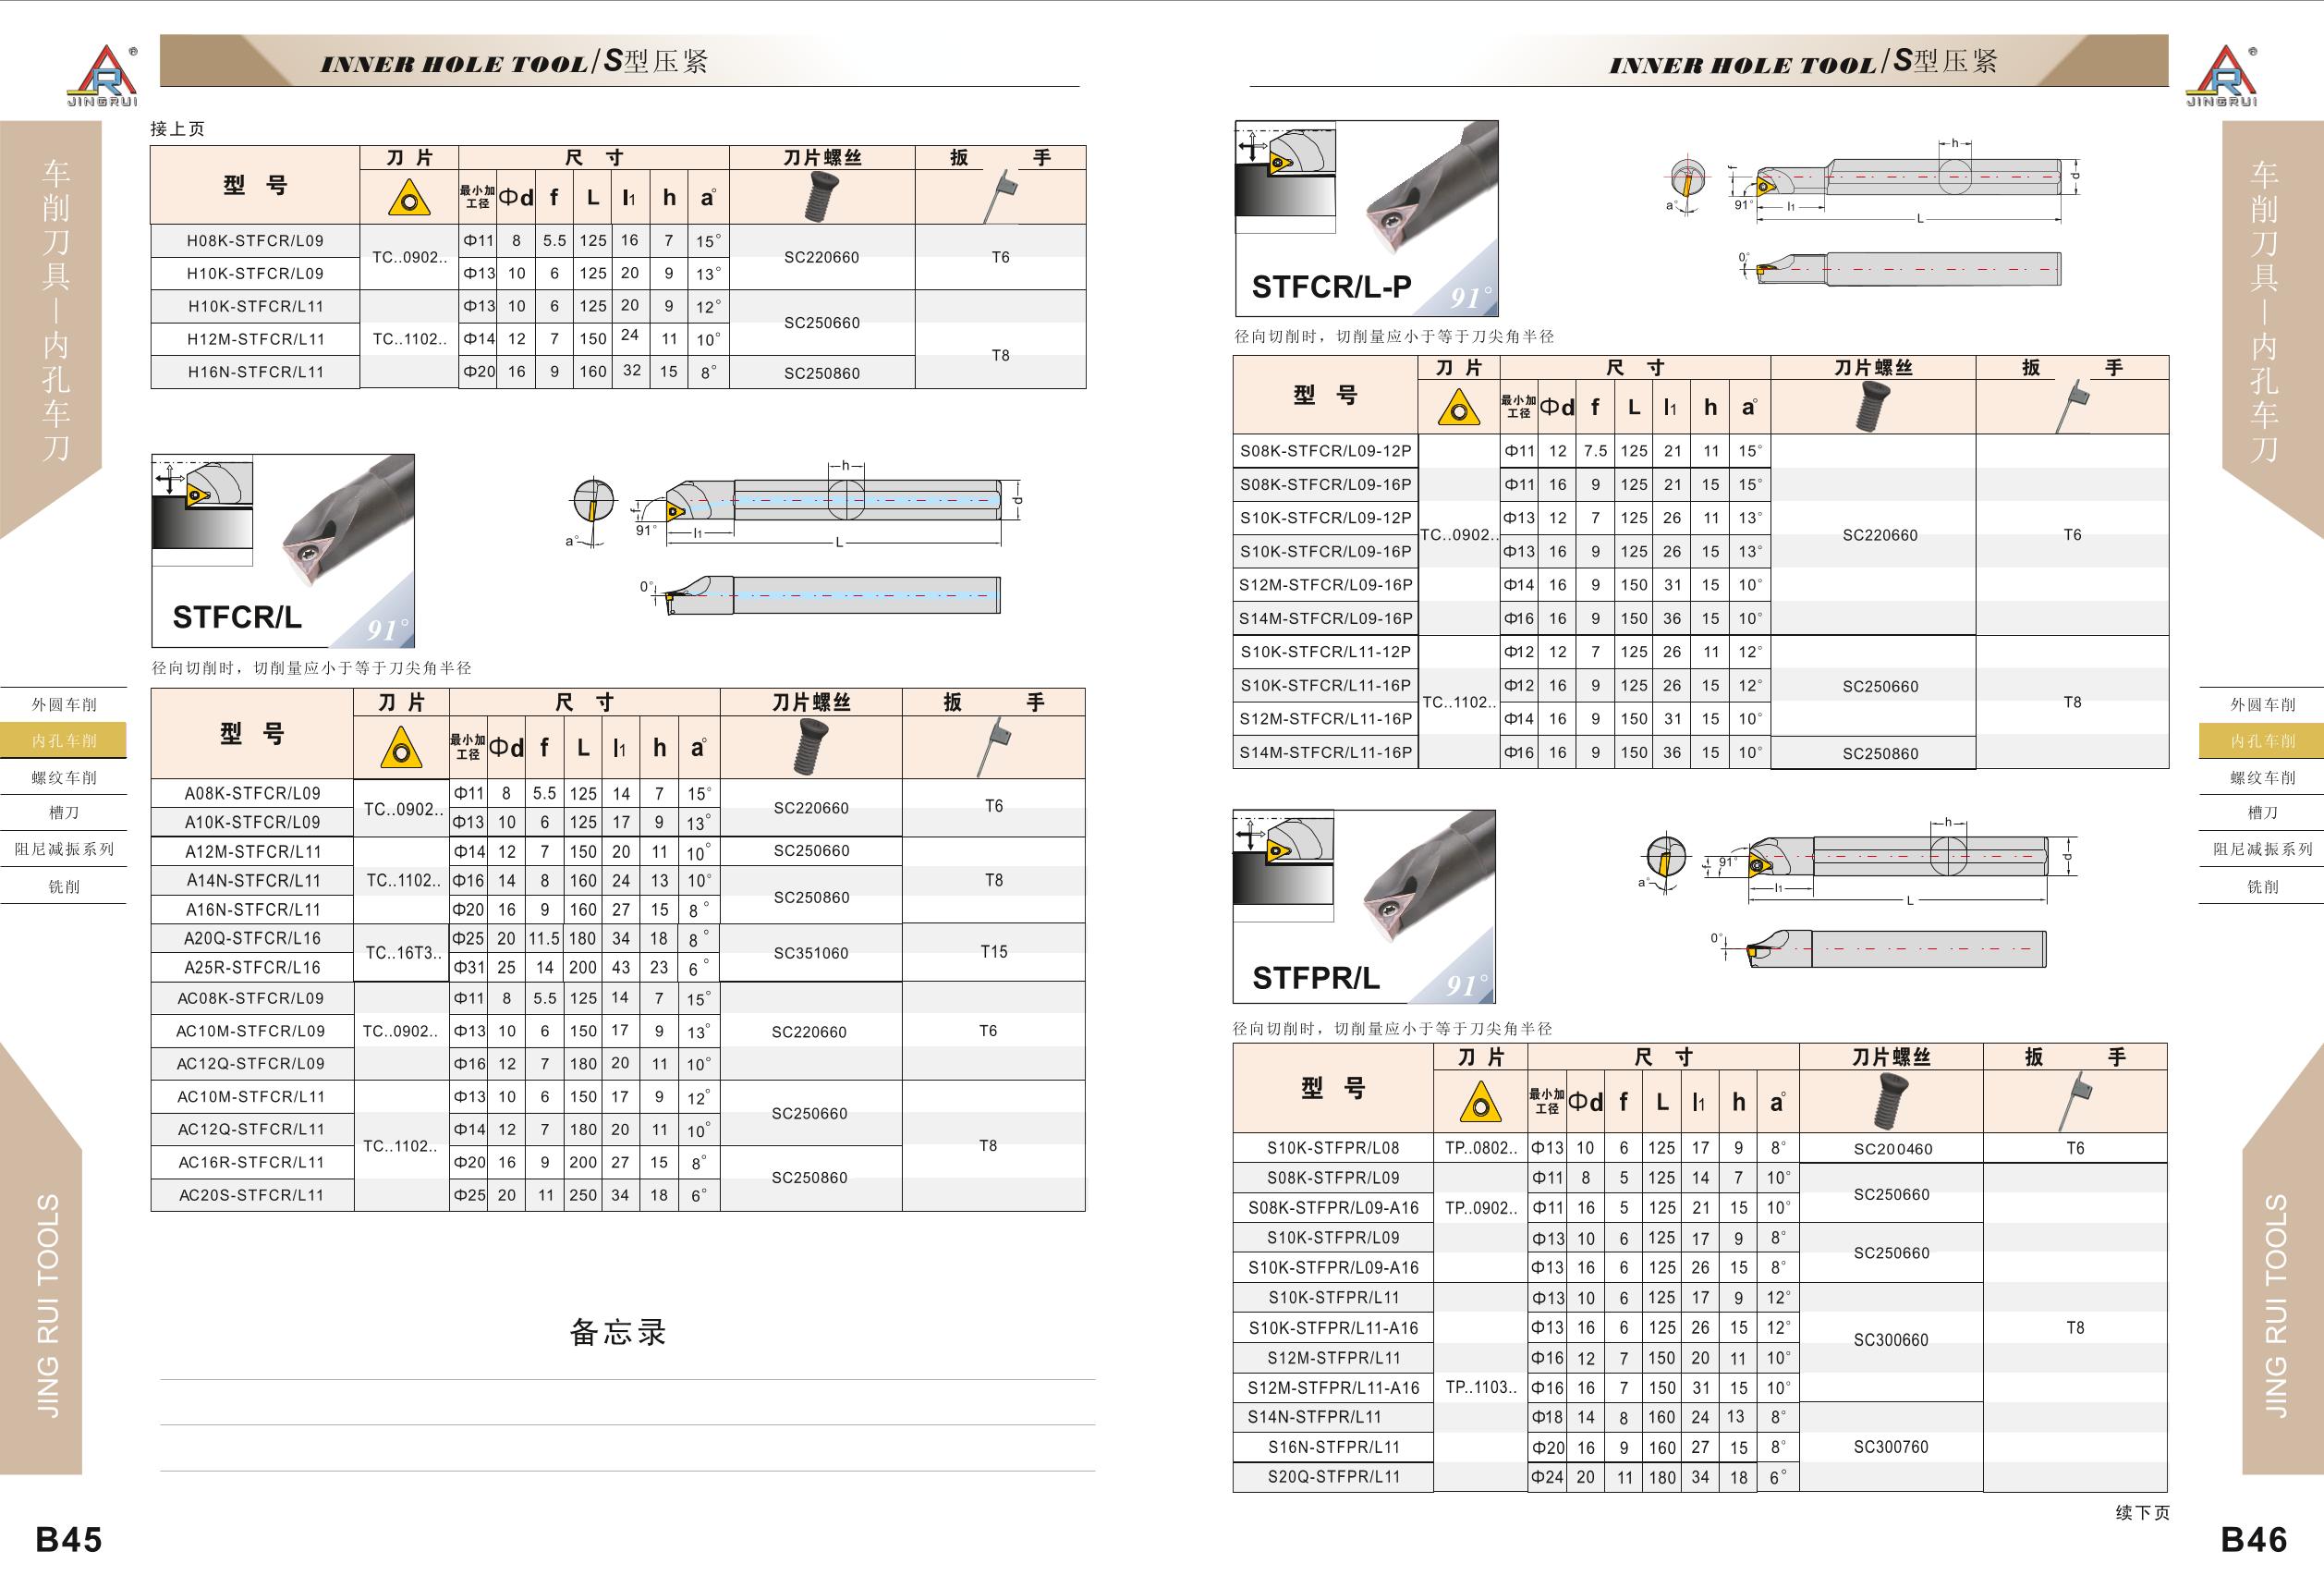 JINGRUI
INNER HOLE TOOL/S型压紧
车削刀具—内孔车刀
接上页
型 号 刀 片 尺 寸 刀片螺丝 扳 手
最小加工径 Φd f L l1 h a°
H08K-STFCR/L09 TC..0902.. Φ11 8 5.5 125 16 7 15° SC220660 T6
H10K-STFCR/L09 Φ13 10 6 125 20 9 13°
H10K-STFCR/L11 TC..1102.. Φ13 10 6 125 20 9 12° SC250660 T8
H12M-STFCR/L11 Φ14 12 7 150 24 11 10°
H16N-STFCR/L11 Φ20 16 9 160 32 15 8° SC250860
STFCR/L 91°
a° f 91° l1 L h d
0°
径向切削时，切削量应小于等于刀尖角半径
型 号 刀 片 尺 寸 刀片螺丝 扳 手
最小加工径 Φd f L l1 h a°
A08K-STFCR/L09 TC..0902.. Φ11 8 5.5 125 14 7 15° SC220660 T6
A10K-STFCR/L09 Φ13 10 6 125 17 9 13°
A12M-STFCR/L11 TC..1102.. Φ14 12 7 150 20 11 10° SC250660 T8
A14N-STFCR/L11 Φ16 14 8 160 24 13 10° SC250860
A16N-STFCR/L11 Φ20 16 9 160 27 15 8°
A20Q-STFCR/L16 TC..16T3.. Φ25 20 11.5 180 34 18 8° SC351060 T15
A25R-STFCR/L16 Φ31 25 14 200 43 23 6°
AC08K-STFCR/L09 TC..0902.. Φ11 8 5.5 125 14 7 15° SC220660 T6
AC10M-STFCR/L09 Φ13 10 6 150 17 9 13°
AC12Q-STFCR/L09 Φ16 12 7 180 20 11 10°
AC10M-STFCR/L11 TC..1102.. Φ13 10 6 150 17 9 12° SC250660 T8
AC12Q-STFCR/L11 Φ14 12 7 180 20 11 10°
AC16R-STFCR/L11 Φ20 16 9 200 27 15 8° SC250860
AC20S-STFCR/L11 Φ25 20 11 250 34 18 6°
外圆车削
内孔车削
螺纹车削
槽刀
阻尼减振系列
铣削
备忘录
JING RUI TOOLS
B45
INNER HOLE TOOL/S型压紧
JINGRUI
车削刀具—内孔车刀
STFCR/L-P 91°
a° f 91° l1 L h d
0°
径向切削时，切削量应小于等于刀尖角半径
型 号 刀 片 尺 寸 刀片螺丝 扳 手
最小加工径 Φd f L l1 h a°
S08K-STFCR/L09-12P TC..0902.. Φ11 12 7.5 125 21 11 15° SC220660 T6
S08K-STFCR/L09-16P Φ11 16 9 125 21 15 15°
S10K-STFCR/L09-12P Φ13 12 7 125 26 11 13°
S10K-STFCR/L09-16P Φ13 16 9 125 26 15 13°
S12M-STFCR/L09-16P Φ14 16 9 150 31 15 10°
S14M-STFCR/L09-16P Φ16 16 9 150 36 15 10°
S10K-STFCR/L11-12P TC..1102.. Φ12 12 7 125 26 11 12° SC250660 T8
S10K-STFCR/L11-16P Φ12 16 9 125 26 15 12°
S12M-STFCR/L11-16P Φ14 16 9 150 31 15 10°
S14M-STFCR/L11-16P Φ16 16 9 150 36 15 10° SC250860
STFPR/L 91°
a° f 91° l1 L h d
0°
径向切削时，切削量应小于等于刀尖角半径
型 号 刀 片 尺 寸 刀片螺丝 扳 手
最小加工径 Φd f L l1 h a°
S10K-STFPR/L08 TP..0802.. Φ13 10 6 125 17 9 8° SC200460 T6
S08K-STFPR/L09 TP..0902.. Φ11 8 5 125 14 7 10° SC250660 T8
S08K-STFPR/L09-A16 Φ11 16 5 125 21 15 10°
S10K-STFPR/L09 Φ13 10 6 125 17 9 8° SC250660
S10K-STFPR/L09-A16 Φ13 16 6 125 26 15 8°
S10K-STFPR/L11 TP..1103.. Φ13 10 6 125 17 9 12° SC300660
S10K-STFPR/L11-A16 Φ13 16 6 125 26 15 12°
S12M-STFPR/L11 Φ16 12 7 150 20 11 10°
S12M-STFPR/L11-A16 Φ16 16 7 150 31 15 10°
S14N-STFPR/L11 Φ18 14 8 160 24 13 8° SC300760
S16N-STFPR/L11 Φ20 16 9 160 27 15 8°
S20Q-STFPR/L11 Φ24 20 11 180 34 18 6°
续下页
外圆车削
内孔车削
螺纹车削
槽刀
阻尼减振系列
铣削
JING RUI TOOLS
B46